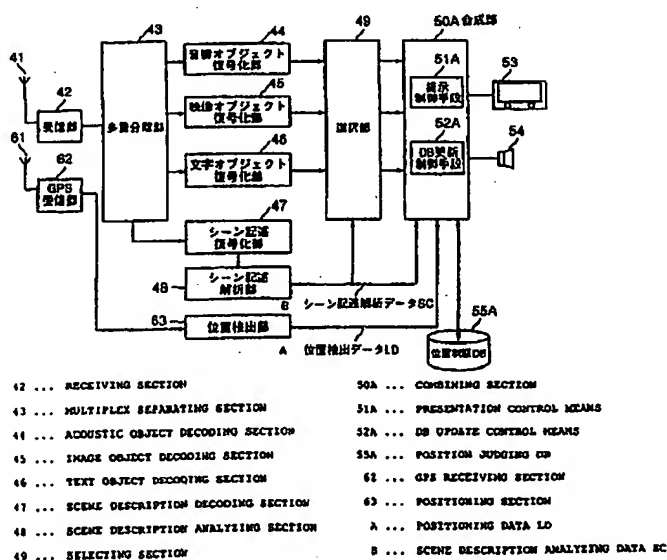 43
44
49
50A 合成部
41
音響オブジェクト
復号化部
51A
53
42
45
提示
制御手段
受信部
多重分離部
映像オブジェクト
復号化部
選択部
61
52A
54
62
46
DB更新
制御手段
GPS
受信部
文字オブジェクト
復号化部
47
シーン記述
復号化部
48
シーン記述
解析部
B シーン記述解析データSC
55A
63
位置検出部
A 位置検出データLD
位置判定DB
42 ... RECEIVING SECTION
43 ... MULTIPLEX SEPARATING SECTION
44 ... ACOUSTIC OBJECT DECODING SECTION
45 ... IMAGE OBJECT DECODING SECTION
46 ... TEXT OBJECT DECODING SECTION
47 ... SCENE DESCRIPTION DECODING SECTION
48 ... SCENE DESCRIPTION ANALYZING SECTION
49 ... SELECTING SECTION
50A ... COMBINING SECTION
51A ... PRESENTATION CONTROL MEANS
52A ... DB UPDATE CONTROL MEANS
55A ... POSITION JUDGING DB
62 ... GPS RECEIVING SECTION
63 ... POSITIONING SECTION
A ... POSITIONING DATA LD
B ... SCENE DESCRIPTION ANALYZING DATA SC